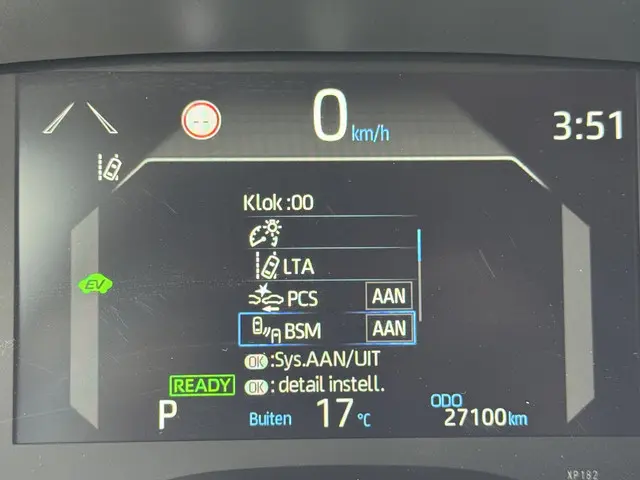 -- 0 km/h 3:51
Klok :00
LTA
PCS AAN
A BSM AAN
EV
OK :Sys.AAN/UIT
READY OK : detail instell.
P Buiten 17 °C ODO 27100 km
XP182